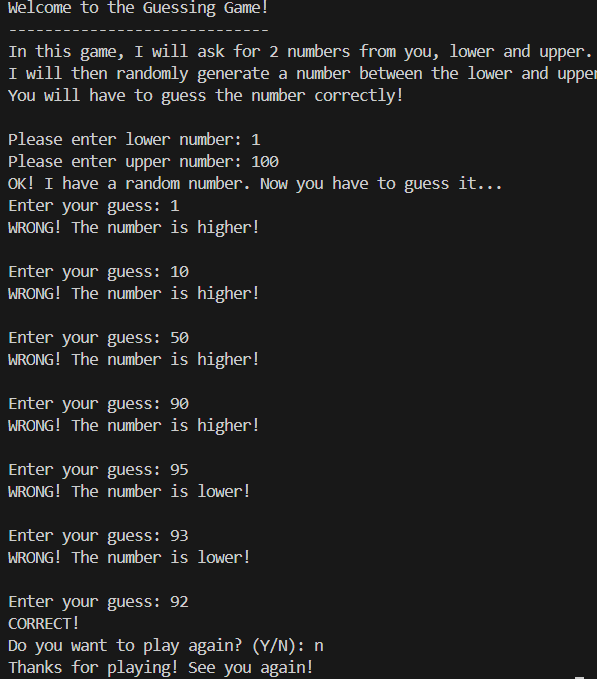 Welcome to the Guessing Game!
-----------------------------
In this game, I will ask for 2 numbers from you, lower and upper.
I will then randomly generate a number between the lower and upper
You will have to guess the number correctly!
Please enter lower number: 1
Please enter upper number: 100
OK! I have a random number. Now you have to guess it...
Enter your guess: 1
WRONG! The number is higher!
Enter your guess: 10
WRONG! The number is higher!
Enter your guess: 50
WRONG! The number is higher!
Enter your guess: 90
WRONG! The number is higher!
Enter your guess: 95
WRONG! The number is lower!
Enter your guess: 93
WRONG! The number is lower!
Enter your guess: 92
CORRECT!
Do you want to play again? (Y/N): n
Thanks for playing! See you again!